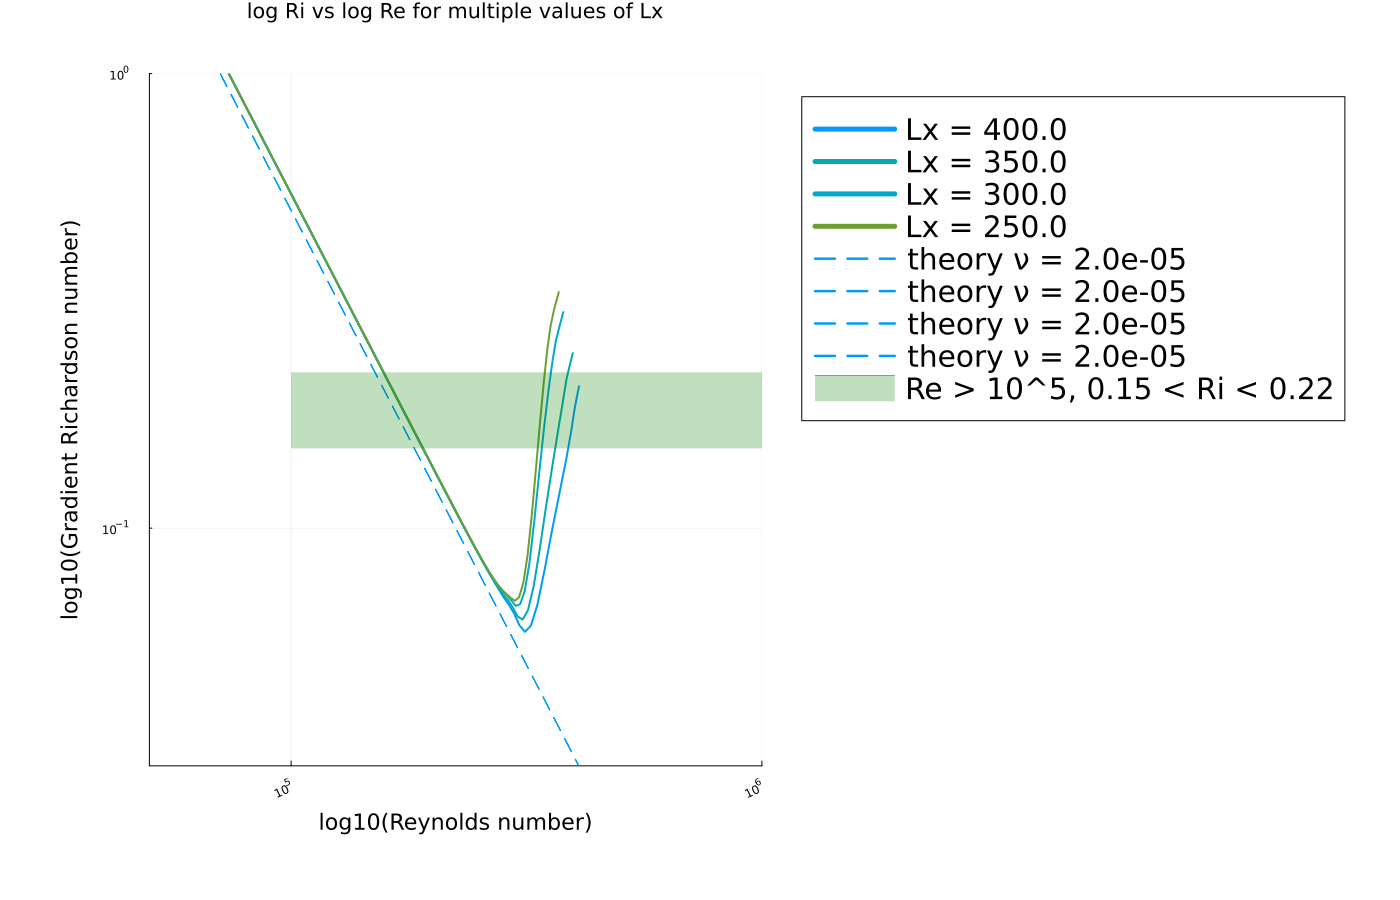 log Ri vs log Re for multiple values of Lx
10^0
10^-1
log10(Gradient Richardson number)
10^5
10^6
log10(Reynolds number)
Lx = 400.0
Lx = 350.0
Lx = 300.0
Lx = 250.0
theory ν = 2.0e-05
theory ν = 2.0e-05
theory ν = 2.0e-05
theory ν = 2.0e-05
Re > 10^5, 0.15 < Ri < 0.22